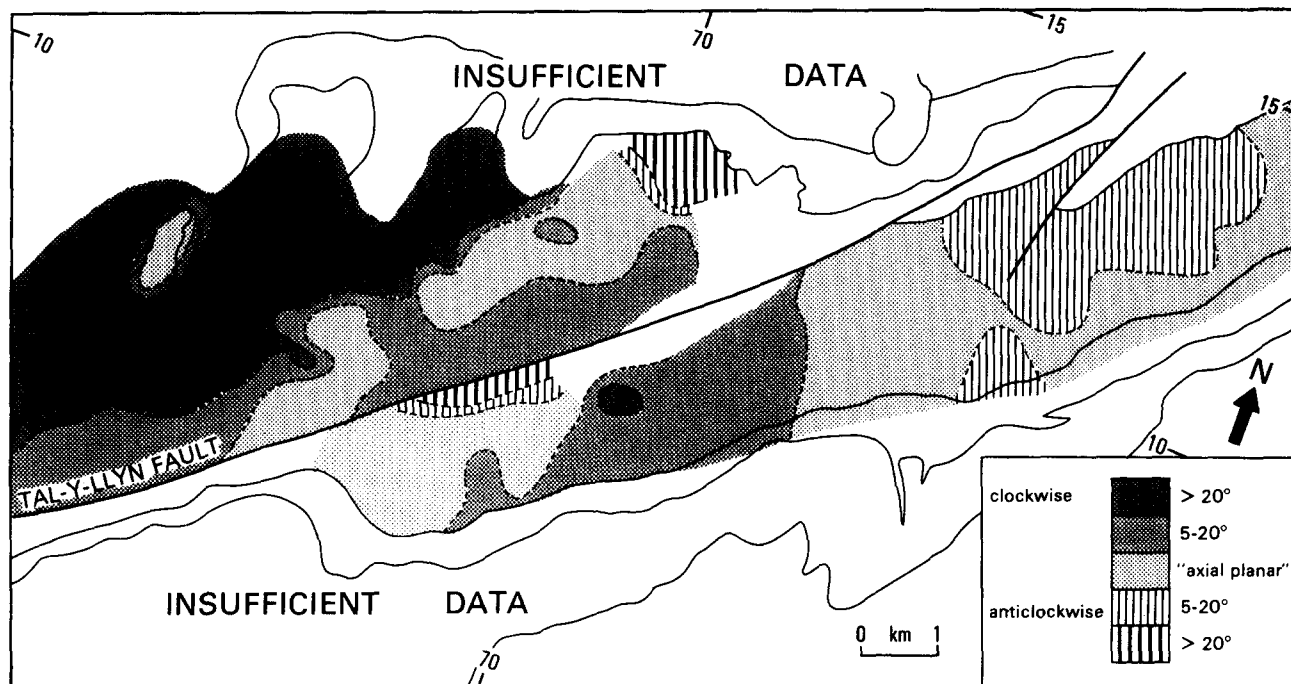 10
70
15
INSUFFICIENT DATA
15
N
TAL-Y-LLYN FAULT
10
INSUFFICIENT DATA
70
0 km 1
clockwise > 20°
5-20°
"axial planar"
anticlockwise 5-20°
> 20°